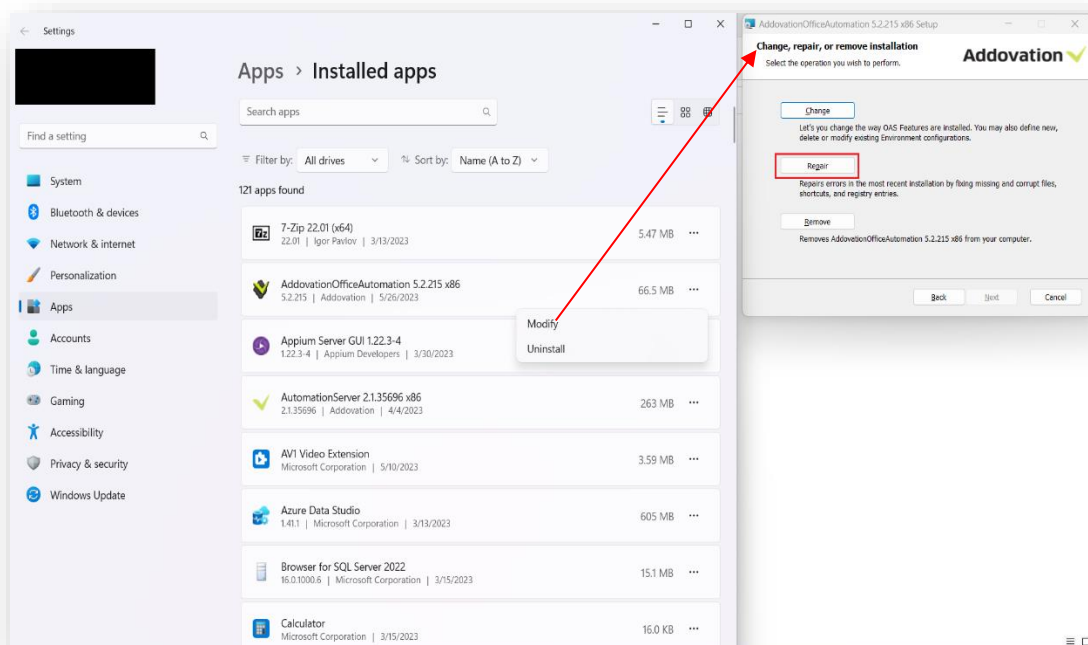 Settings
Apps > Installed apps
Search apps
Find a setting
Filter by: All drives
Sort by: Name (A to Z)
121 apps found
System
Bluetooth & devices
Network & internet
Personalization
Apps
Accounts
Time & language
Gaming
Accessibility
Privacy & security
Windows Update
7z
7-Zip 22.01 (x64)
22.01 | Igor Pavlov | 3/13/2023
5.47 MB
AddovationOfficeAutomation 5.2.215 x86
5.2.215 | Addovation | 5/26/2023
66.5 MB
Modify
Uninstall
Appium Server GUI 1.22.3-4
1.22.3-4 | Appium Developers | 3/30/2023
AutomationServer 2.1.35696 x86
2.1.35696 | Addovation | 4/4/2023
263 MB
AV1 Video Extension
Microsoft Corporation | 5/10/2023
3.59 MB
Azure Data Studio
1.41.1 | Microsoft Corporation | 3/13/2023
605 MB
Browser for SQL Server 2022
16.0.1000.6 | Microsoft Corporation | 3/15/2023
15.1 MB
Calculator
Microsoft Corporation | 3/15/2023
16.0 KB
AddovationOfficeAutomation 5.2.215 x86 Setup
Change, repair, or remove installation
Select the operation you wish to perform.
Addovation
Change
Let's you change the way OAS Features are installed. You may also define new,
delete or modify existing Environment configurations.
Repair
Repairs errors in the most recent installation by fixing missing and corrupt files,
shortcuts, and registry entries.
Remove
Removes AddovationOfficeAutomation 5.2.215 x86 from your computer.
Back
Next
Cancel